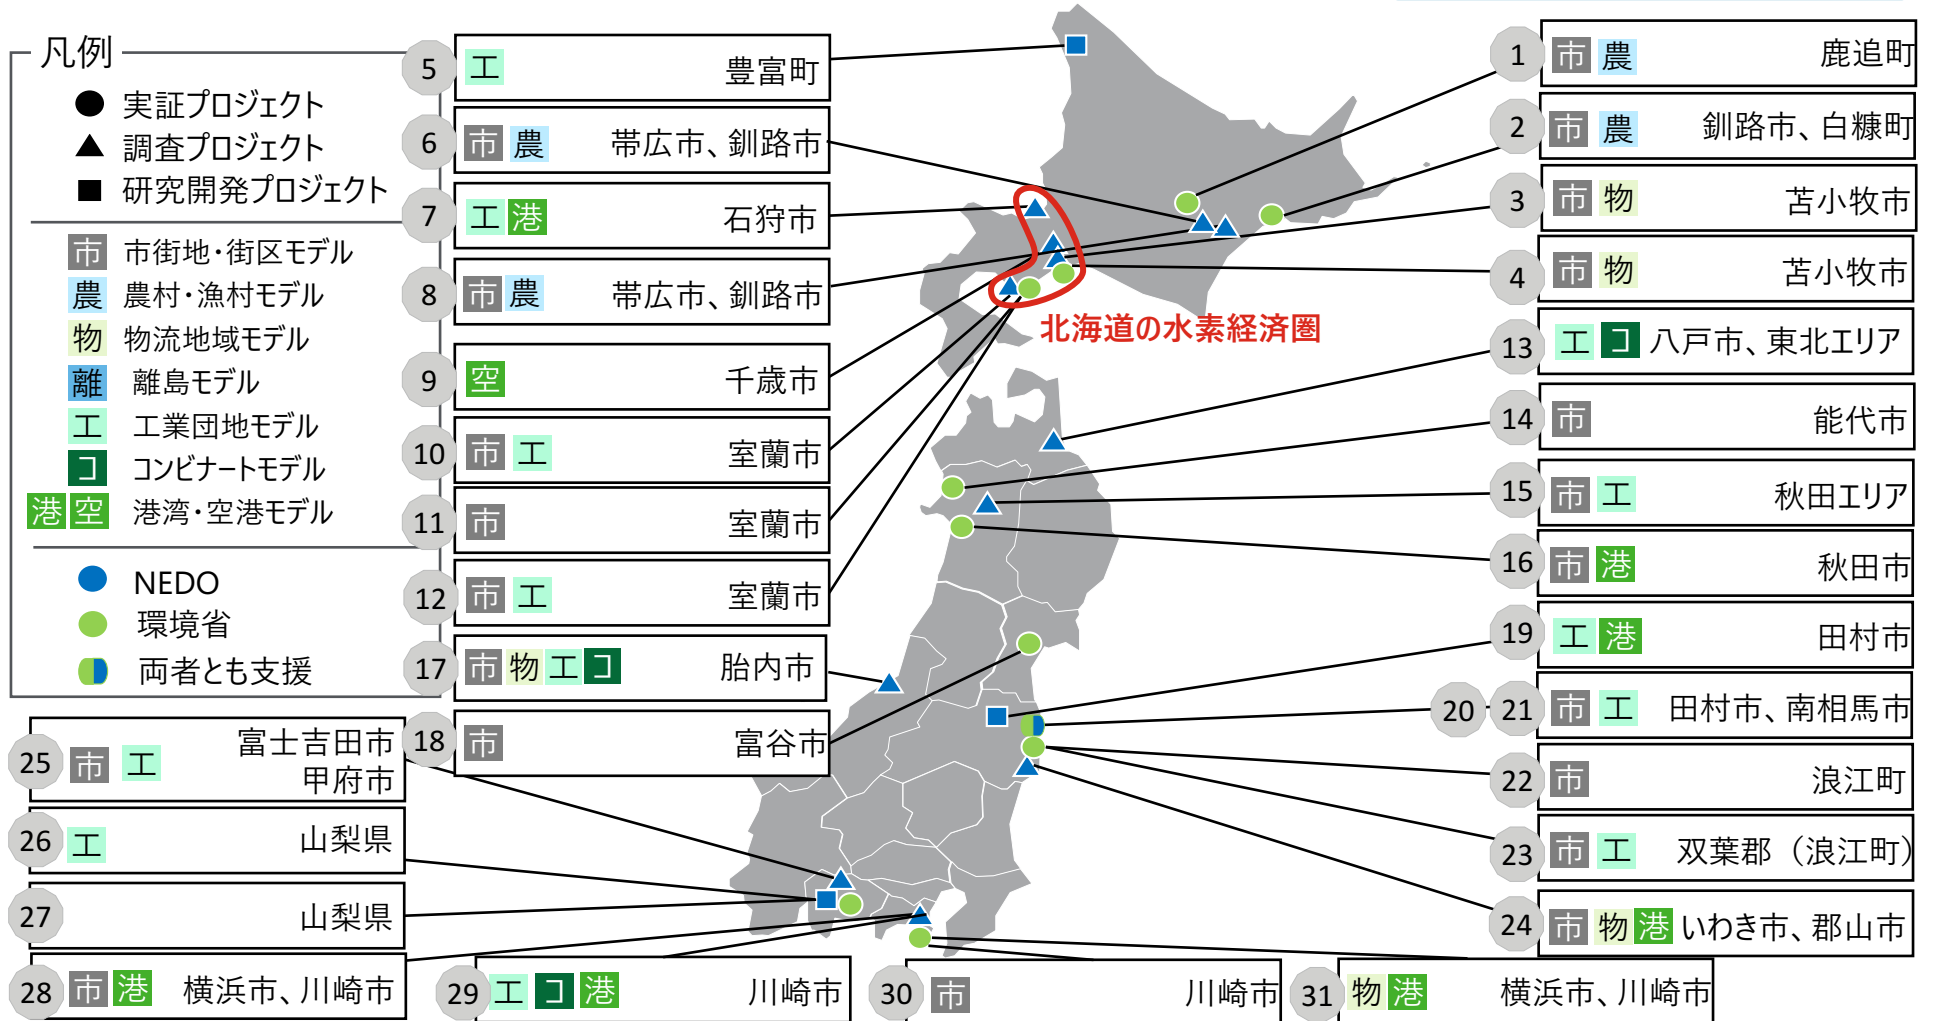 凡例
実証プロジェクト
調査プロジェクト
研究開発プロジェクト
市 市街地・街区モデル
農 農村・漁村モデル
物 物流地域モデル
離 離島モデル
工 工業団地モデル
コ コンビナートモデル
港 空 港湾・空港モデル
NEDO
環境省
両者とも支援
5 工 豊富町
6 市 農 帯広市、釧路市
7 工 港 石狩市
8 市 農 帯広市、釧路市
9 空 千歳市
10 市 工 室蘭市
11 市 室蘭市
12 市 工 室蘭市
17 市 物 工 コ 胎内市
18 市 富谷市
北海道の水素経済圏
1 市 農 鹿追町
2 市 農 釧路市、白糠町
3 市 物 苫小牧市
4 市 物 苫小牧市
13 工 コ 八戸市、東北エリア
14 市 能代市
15 市 工 秋田エリア
16 市 港 秋田市
19 工 港 田村市
20 21 市 工 田村市、南相馬市
22 市 浪江町
23 市 工 双葉郡（浪江町）
24 市 物 港 いわき市、郡山市
25 市 工 富士吉田市
甲府市
26 工 山梨県
27 山梨県
28 市 港 横浜市、川崎市
29 工 コ 港 川崎市
30 市 川崎市
31 物 港 横浜市、川崎市